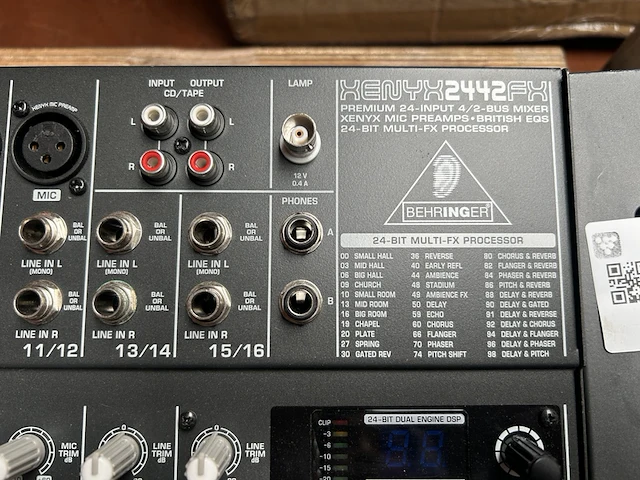 XENYX2442FX
PREMIUM 24-INPUT 4/2-BUS MIXER
XENYX MIC PREAMPS • BRITISH EQS
24-BIT MULTI-FX PROCESSOR
BEHRINGER
24-BIT MULTI-FX PROCESSOR
00 SMALL HALL 36 REVERSE 80 CHORUS & REVERB
03 MID HALL 40 EARLY REFL 82 FLANGER & REVERB
06 BIG HALL 44 AMBIENCE 84 PHASER & REVERB
09 CHURCH 48 STADIUM 86 PITCH & REVERB
10 SMALL ROOM 49 AMBIENCE FX 88 DELAY & REVERB
13 MID ROOM 50 DELAY 90 DELAY & GATED
16 BIG ROOM 59 ECHO 91 DELAY & REVERSE
19 CHAPEL 60 CHORUS 92 DELAY & CHORUS
20 PLATE 66 FLANGER 94 DELAY & FLANGER
27 SPRING 70 PHASER 96 DELAY & PHASER
30 GATED REV 74 PITCH SHIFT 98 DELAY & PITCH
XENYX MIC PREAMP
MIC
INPUT OUTPUT
CD/TAPE
L L
R R
LAMP
12 V
0.4 A
PHONES
A
B
BAL
OR
UNBAL
BAL
OR
UNBAL
BAL
OR
UNBAL
LINE IN L
(MONO)
LINE IN L
(MONO)
LINE IN L
(MONO)
BAL
OR
UNBAL
BAL
OR
UNBAL
BAL
OR
UNBAL
LINE IN R
LINE IN R
LINE IN R
11/12
13/14
15/16
MIC
TRIM
dB
0
LINE
TRIM
dB
0
LINE
TRIM
dB
24-BIT DUAL ENGINE DSP
CLIP
-3
-6
-10
-15
-20